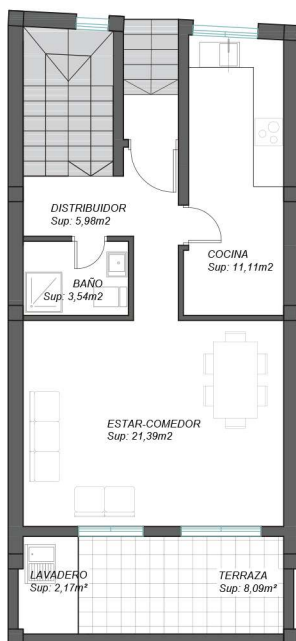 DISTRIBUIDOR
Sup: 5,98m2
COCINA
Sup: 11,11m2
BAÑO
Sup: 3,54m2
ESTAR-COMEDOR
Sup: 21,39m2
LAVADERO
Sup: 2,17m²
TERRAZA
Sup: 8,09m²